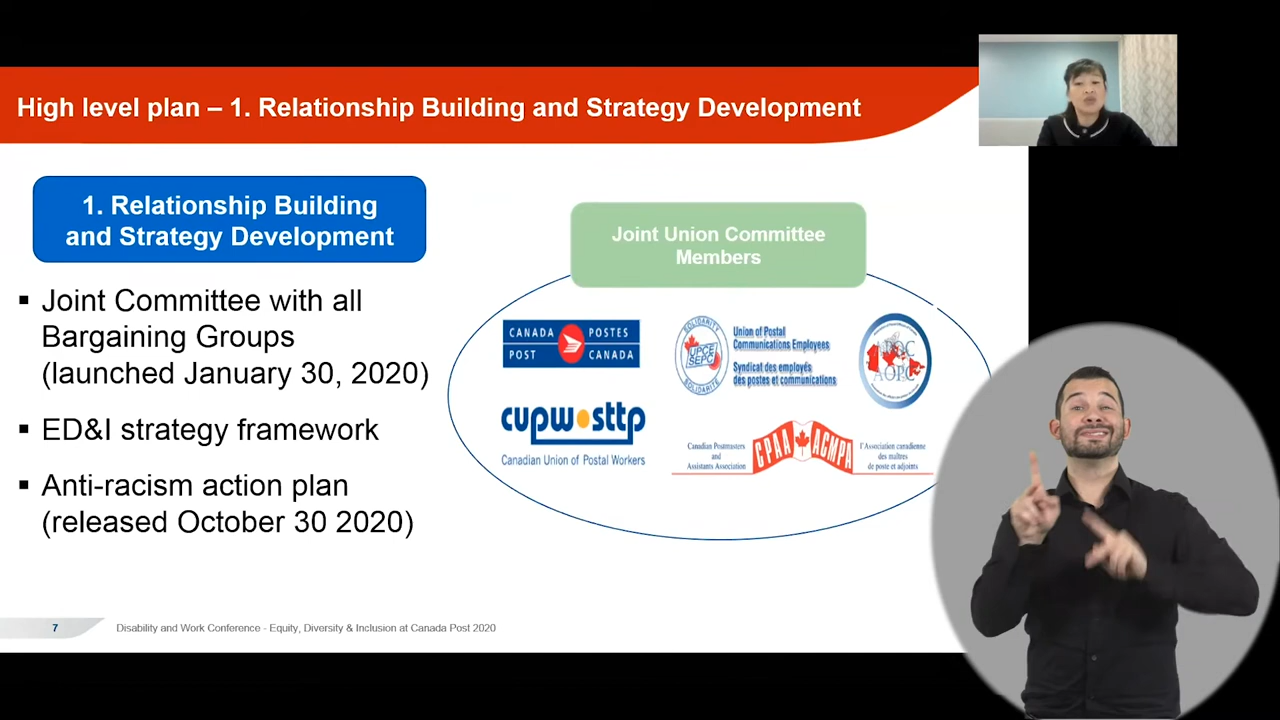 High level plan – 1. Relationship Building and Strategy Development
1. Relationship Building
and Strategy Development
▪ Joint Committee with all
Bargaining Groups
(launched January 30, 2020)
▪ ED&I strategy framework
▪ Anti-racism action plan
(released October 30 2020)
Joint Union Committee
Members
CANADA POSTES
POST CANADA
SOLIDARITY
UPCE
SEPC
SOLIDARITÉ
Union of Postal
Communications Employees
Syndicat des employés
des postes et communications
APOC
AOPC
cupw sttp
Canadian Union of Postal Workers
Canadian Postmasters
and
Assistants Association
CPAA ACMPA
l'Association canadienne
des maîtres
de poste et adjoints
7
Disability and Work Conference - Equity, Diversity & Inclusion at Canada Post 2020